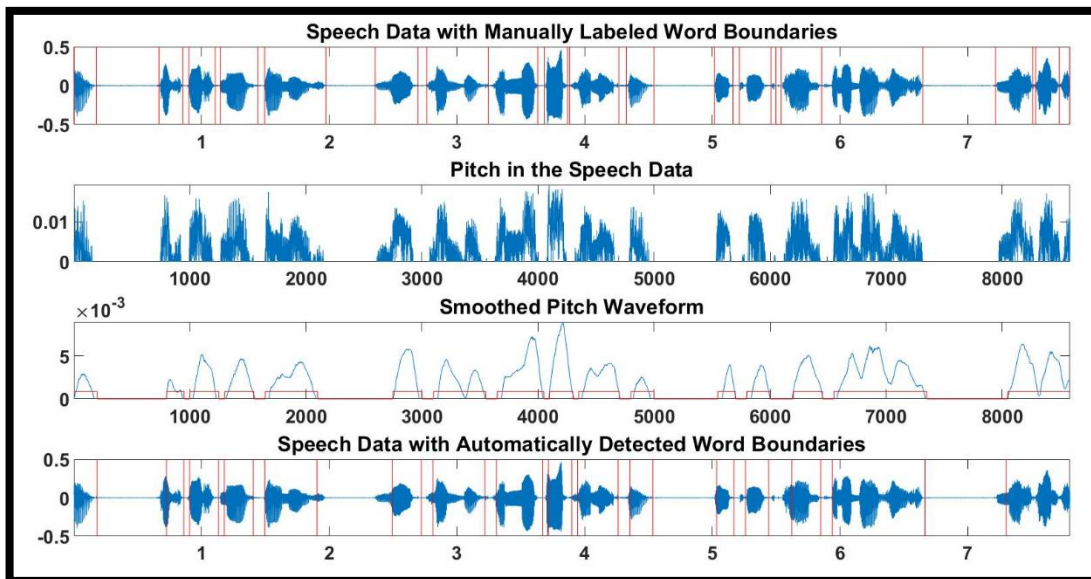 Speech Data with Manually Labeled Word Boundaries
0.5
0
-0.5
1 2 3 4 5 6 7
Pitch in the Speech Data
0.01
0
1000 2000 3000 4000 5000 6000 7000 8000
Smoothed Pitch Waveform
×10⁻³
5
0
1000 2000 3000 4000 5000 6000 7000 8000
Speech Data with Automatically Detected Word Boundaries
0.5
0
-0.5
1 2 3 4 5 6 7